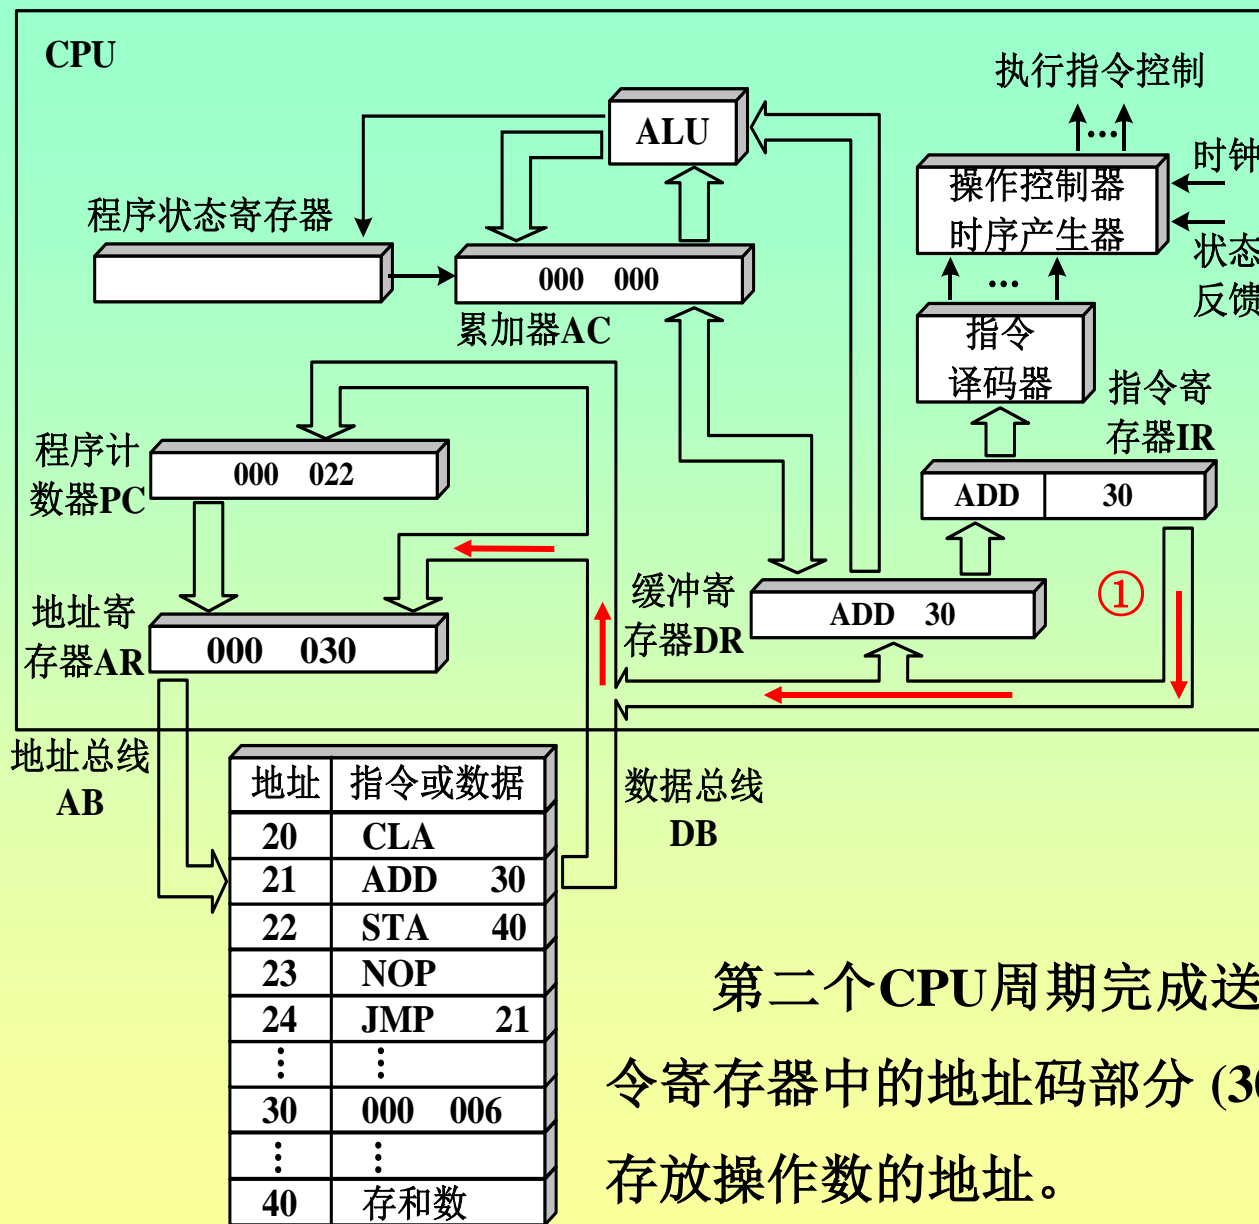 CPU
执行指令控制
ALU
...
时钟
操作控制器
时序产生器
状态
反馈
程序状态寄存器
000 000
累加器AC
...
指令
译码器
指令寄
存器IR
程序计
数器PC
000 022
ADD 30
①
地址寄
存器AR
000 030
缓冲寄
存器DR
ADD 30
地址总线
AB
数据总线
DB
地址 指令或数据
20 CLA
21 ADD 30
22 STA 40
23 NOP
24 JMP 21
⋮ ⋮
30 000 006
⋮ ⋮
40 存和数
第二个CPU周期完成送
令寄存器中的地址码部分 (30
存放操作数的地址。